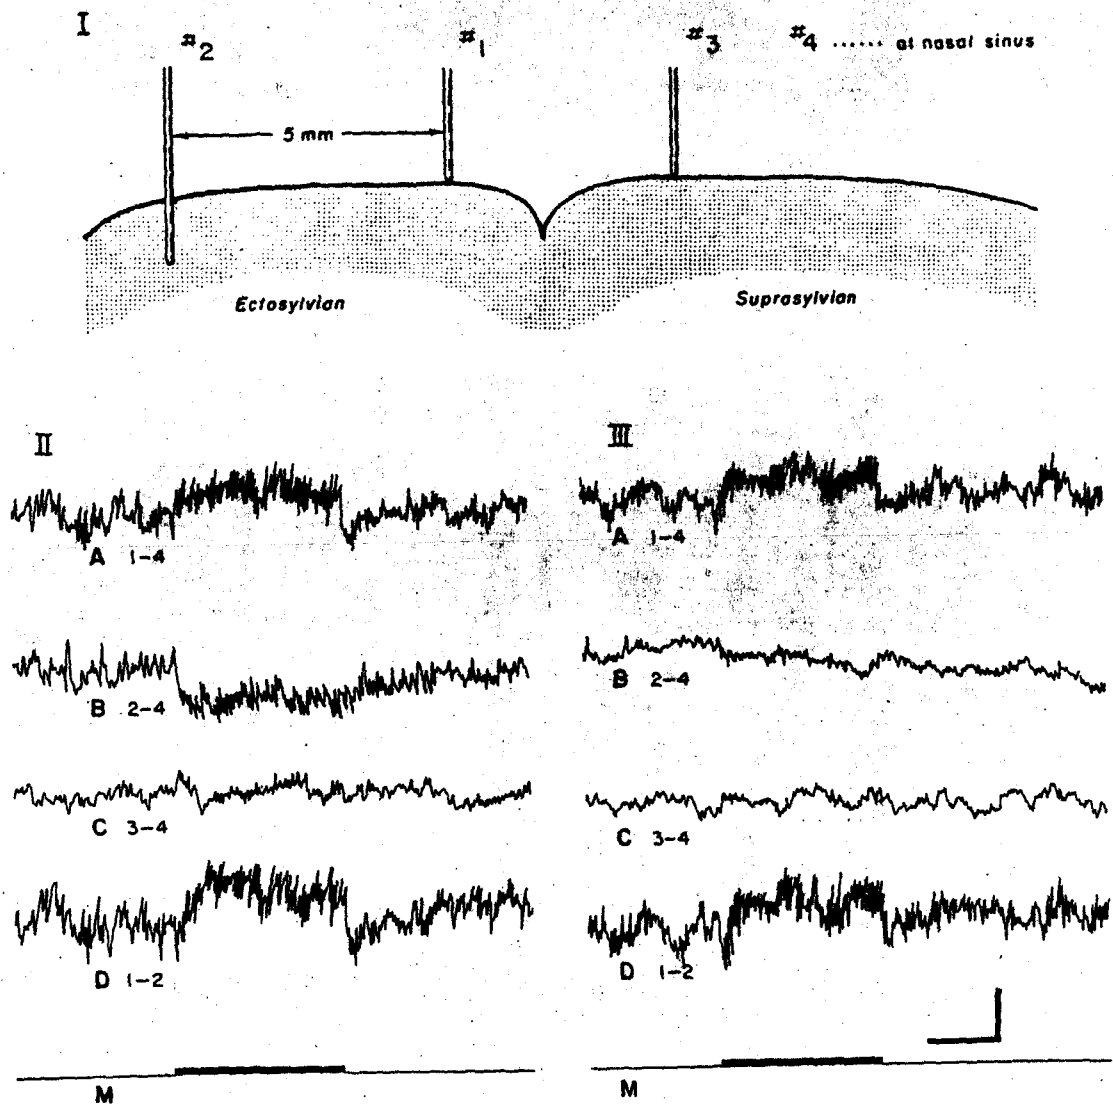 I
#2 #1 #3 #4 ...... at nasal sinus
5 mm
Ectosylvian Suprasylvian
II
A 1-4
B 2-4
C 3-4
D 1-2
M
III
A 1-4
B 2-4
C 3-4
D 1-2
M